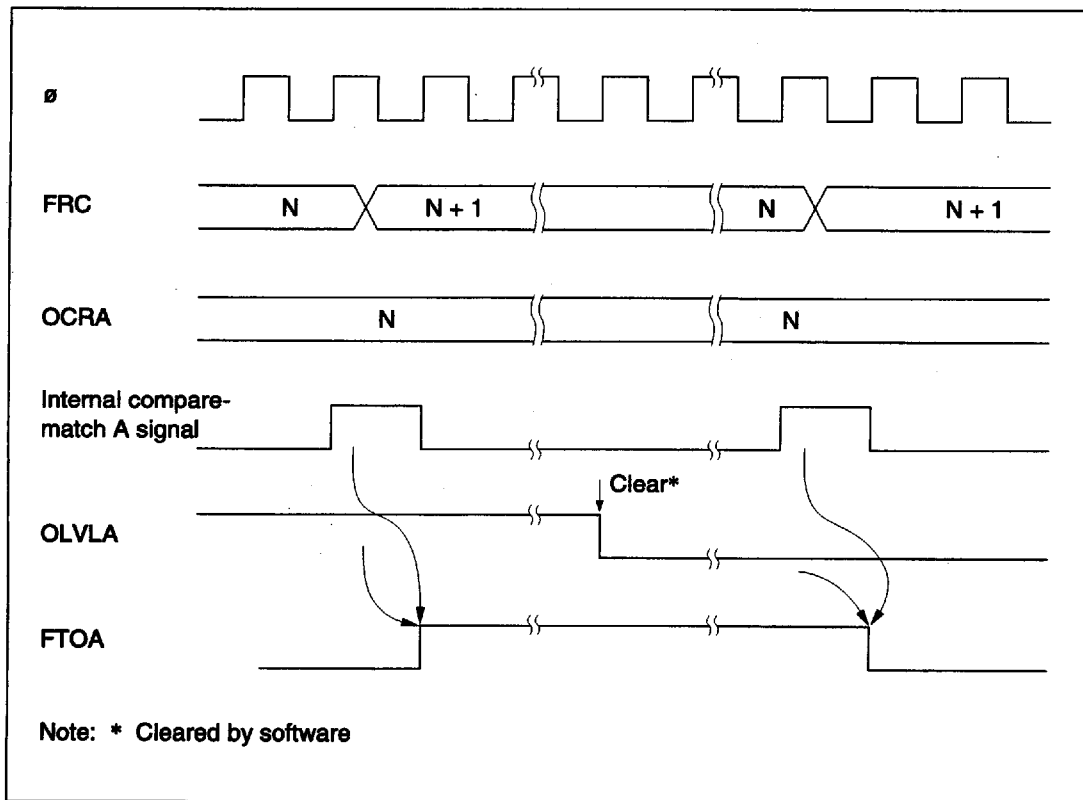 ø
FRC
N
N + 1
N
N + 1
OCRA
N
N
Internal compare-
match A signal
Clear*
OLVLA
FTOA
Note: * Cleared by software